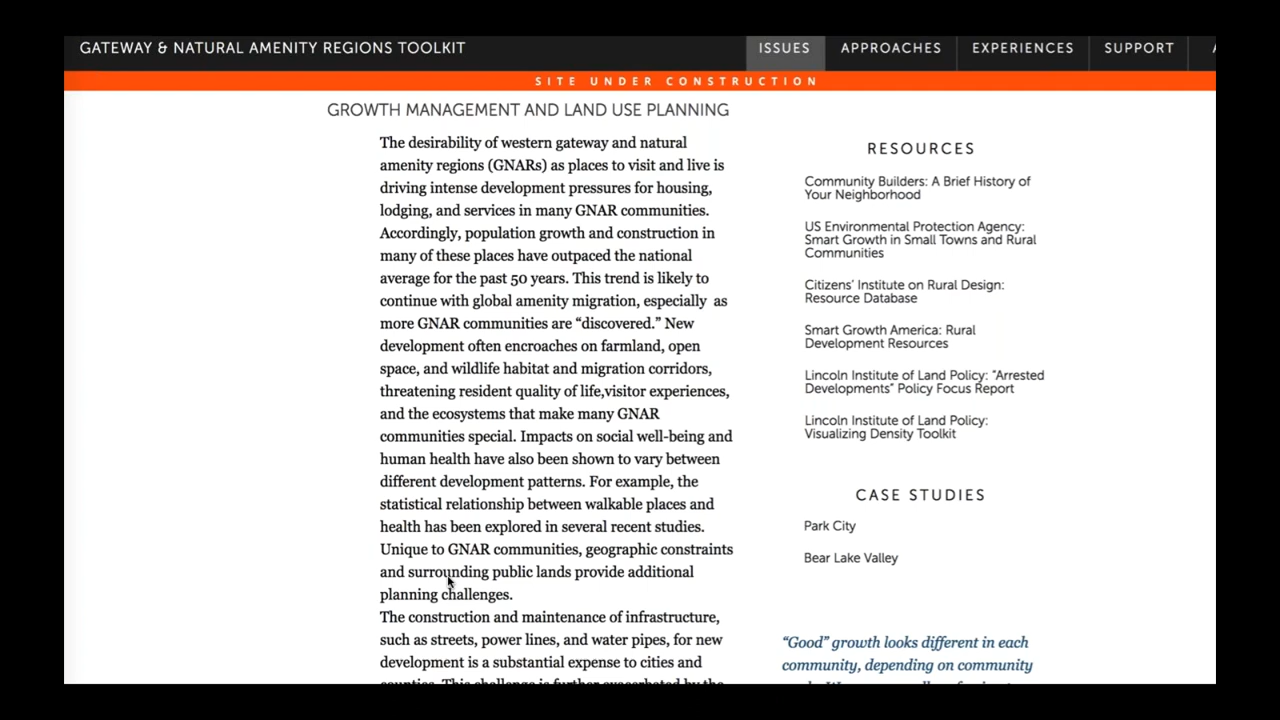 GATEWAY & NATURAL AMENITY REGIONS TOOLKIT
ISSUES
APPROACHES
EXPERIENCES
SUPPORT
SITE UNDER CONSTRUCTION
GROWTH MANAGEMENT AND LAND USE PLANNING
The desirability of western gateway and natural
amenity regions (GNARs) as places to visit and live is
driving intense development pressures for housing,
lodging, and services in many GNAR communities.
Accordingly, population growth and construction in
many of these places have outpaced the national
average for the past 50 years. This trend is likely to
continue with global amenity migration, especially as
more GNAR communities are “discovered.” New
development often encroaches on farmland, open
space, and wildlife habitat and migration corridors,
threatening resident quality of life,visitor experiences,
and the ecosystems that make many GNAR
communities special. Impacts on social well-being and
human health have also been shown to vary between
different development patterns. For example, the
statistical relationship between walkable places and
health has been explored in several recent studies.
Unique to GNAR communities, geographic constraints
and surrounding public lands provide additional
planning challenges.
The construction and maintenance of infrastructure,
such as streets, power lines, and water pipes, for new
development is a substantial expense to cities and
counties. This challenge is further exacerbated by the
RESOURCES
Community Builders: A Brief History of
Your Neighborhood
US Environmental Protection Agency:
Smart Growth in Small Towns and Rural
Communities
Citizens’ Institute on Rural Design:
Resource Database
Smart Growth America: Rural
Development Resources
Lincoln Institute of Land Policy: “Arrested
Developments” Policy Focus Report
Lincoln Institute of Land Policy:
Visualizing Density Toolkit
CASE STUDIES
Park City
Bear Lake Valley
“Good” growth looks different in each
community, depending on community